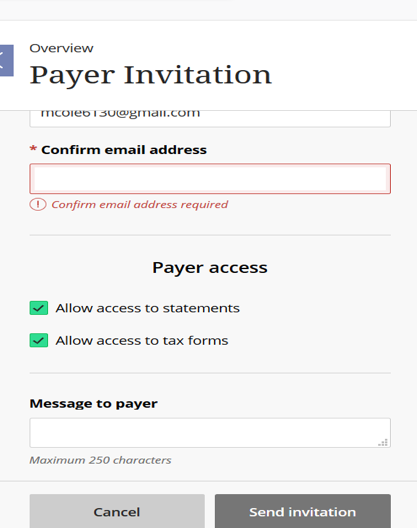 Overview
Payer Invitation
mcole6130@gmail.com
* Confirm email address
Confirm email address required
Payer access
Allow access to statements
Allow access to tax forms
Message to payer
Maximum 250 characters
Cancel
Send invitation